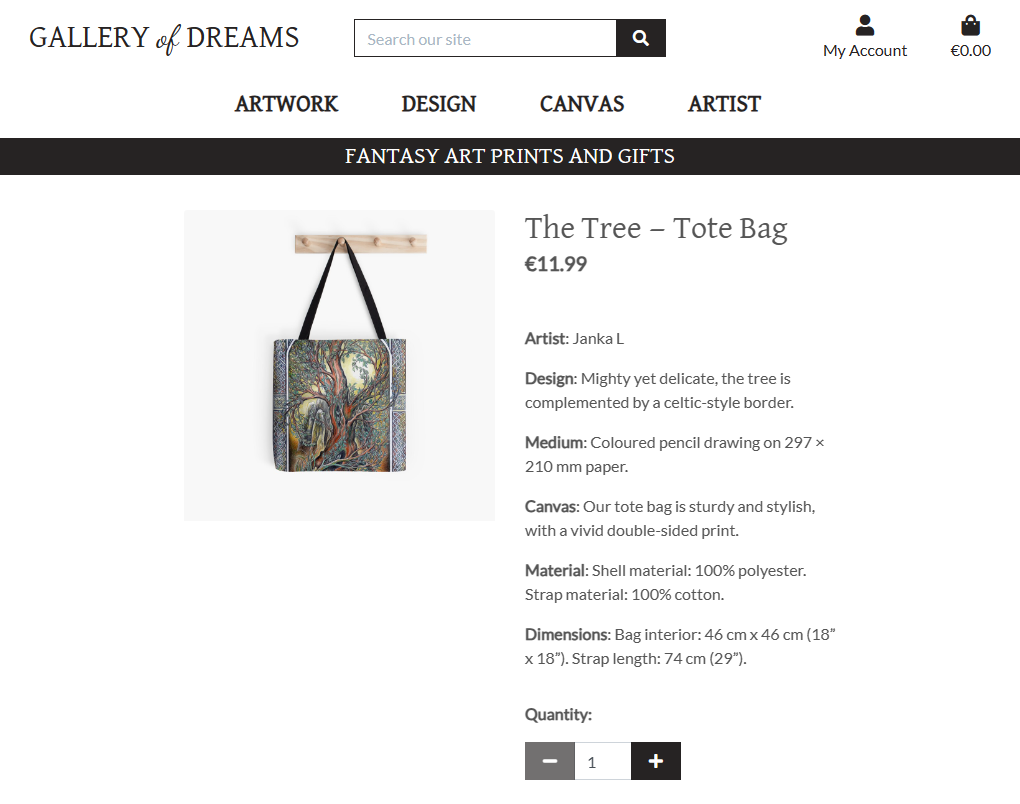 GALLERY of DREAMS
Search our site
My Account
€0.00
ARTWORK
DESIGN
CANVAS
ARTIST
FANTASY ART PRINTS AND GIFTS
The Tree – Tote Bag
€11.99
Artist: Janka L
Design: Mighty yet delicate, the tree is
complemented by a celtic-style border.
Medium: Coloured pencil drawing on 297 ×
210 mm paper.
Canvas: Our tote bag is sturdy and stylish,
with a vivid double-sided print.
Material: Shell material: 100% polyester.
Strap material: 100% cotton.
Dimensions: Bag interior: 46 cm x 46 cm (18”
x 18”). Strap length: 74 cm (29”).
Quantity:
1